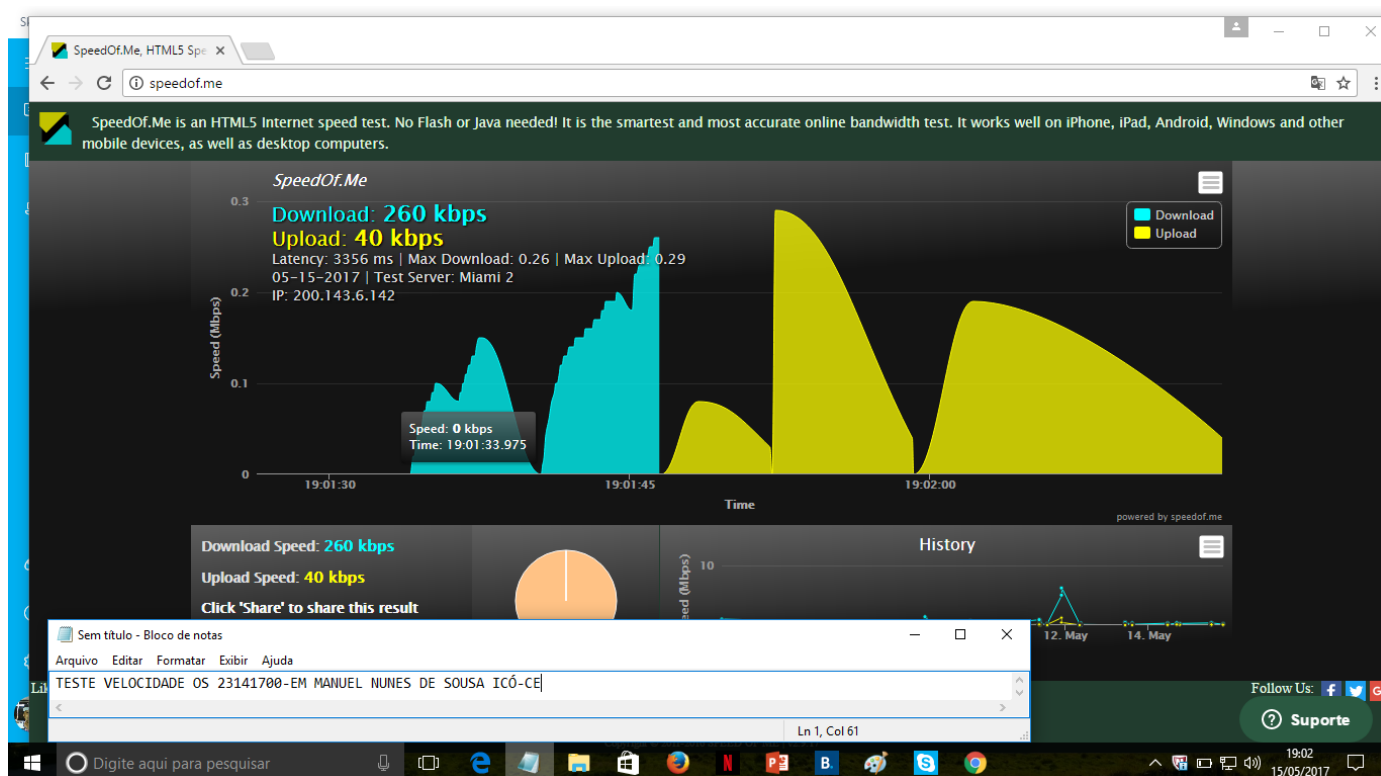 SpeedOf.Me, HTML5 Spe
speedof.me
SpeedOf.Me is an HTML5 Internet speed test. No Flash or Java needed! It is the smartest and most accurate online bandwidth test. It works well on iPhone, iPad, Android, Windows and other
mobile devices, as well as desktop computers.
SpeedOf.Me
Download: 260 kbps
Upload: 40 kbps
Latency: 3356 ms | Max Download: 0.26 | Max Upload: 0.29
05-15-2017 | Test Server: Miami 2
IP: 200.143.6.142
Download
Upload
Speed (Mbps)
0.3
0.2
0.1
0
Speed: 0 kbps
Time: 19:01:33.975
19:01:30
19:01:45
19:02:00
Time
powered by speedof.me
Download Speed: 260 kbps
Upload Speed: 40 kbps
Click 'Share' to share this result
History
10
12. May
14. May
Sem título - Bloco de notas
Arquivo Editar Formatar Exibir Ajuda
TESTE VELOCIDADE OS 23141700-EM MANUEL NUNES DE SOUSA ICÓ-CE
Ln 1, Col 61
Follow Us:
Suporte
Digite aqui para pesquisar
19:02
15/05/2017